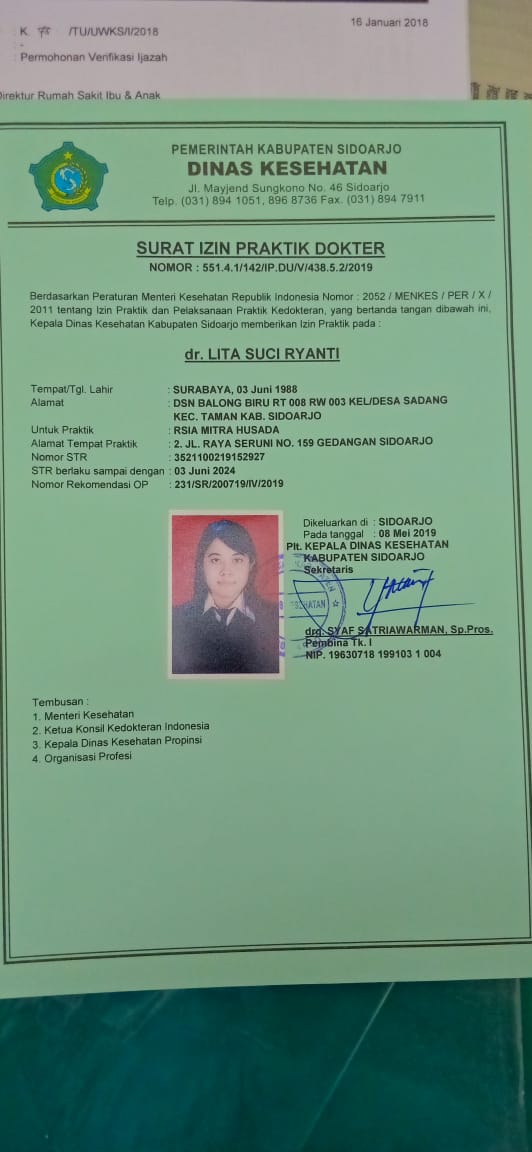 16 Januari 2018
: K. /TU/UWKS/I/2018
: -
: Permohonan Verifikasi Ijazah
Direktur Rumah Sakit Ibu & Anak
PEMERINTAH KABUPATEN SIDOARJO
DINAS KESEHATAN
Jl. Mayjend Sungkono No. 46 Sidoarjo
Telp. (031) 894 1051, 896 8736 Fax. (031) 894 7911
SURAT IZIN PRAKTIK DOKTER
NOMOR : 551.4.1/142/IP.DU/V/438.5.2/2019
Berdasarkan Peraturan Menteri Kesehatan Republik Indonesia Nomor : 2052 / MENKES / PER / X /
2011 tentang Izin Praktik dan Pelaksanaan Praktik Kedokteran, yang bertanda tangan dibawah ini,
Kepala Dinas Kesehatan Kabupaten Sidoarjo memberikan Izin Praktik pada :
dr. LITA SUCI RYANTI
Tempat/Tgl. Lahir : SURABAYA, 03 Juni 1988
Alamat : DSN BALONG BIRU RT 008 RW 003 KEL/DESA SADANG
KEC. TAMAN KAB. SIDOARJO
Untuk Praktik : RSIA MITRA HUSADA
Alamat Tempat Praktik : 2. JL. RAYA SERUNI NO. 159 GEDANGAN SIDOARJO
Nomor STR : 3521100219152927
STR berlaku sampai dengan : 03 Juni 2024
Nomor Rekomendasi OP : 231/SR/200719/IV/2019
Dikeluarkan di : SIDOARJO
Pada tanggal : 08 Mei 2019
Plt. KEPALA DINAS KESEHATAN
KABUPATEN SIDOARJO
Sekretaris
drg. SYAF SATRIAWARMAN, Sp.Pros.
Pembina Tk. I
NIP. 19630718 199103 1 004
Tembusan :
1. Menteri Kesehatan
2. Ketua Konsil Kedokteran Indonesia
3. Kepala Dinas Kesehatan Propinsi
4. Organisasi Profesi